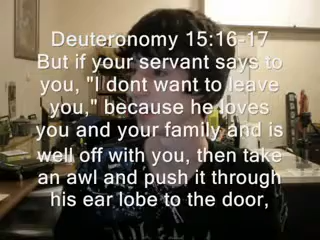 Deuteronomy 15:16-17
But if your servant says to
you, "I dont want to leave
you," because he loves
you and your family and is
well off with you, then take
an awl and push it through
his ear lobe to the door,